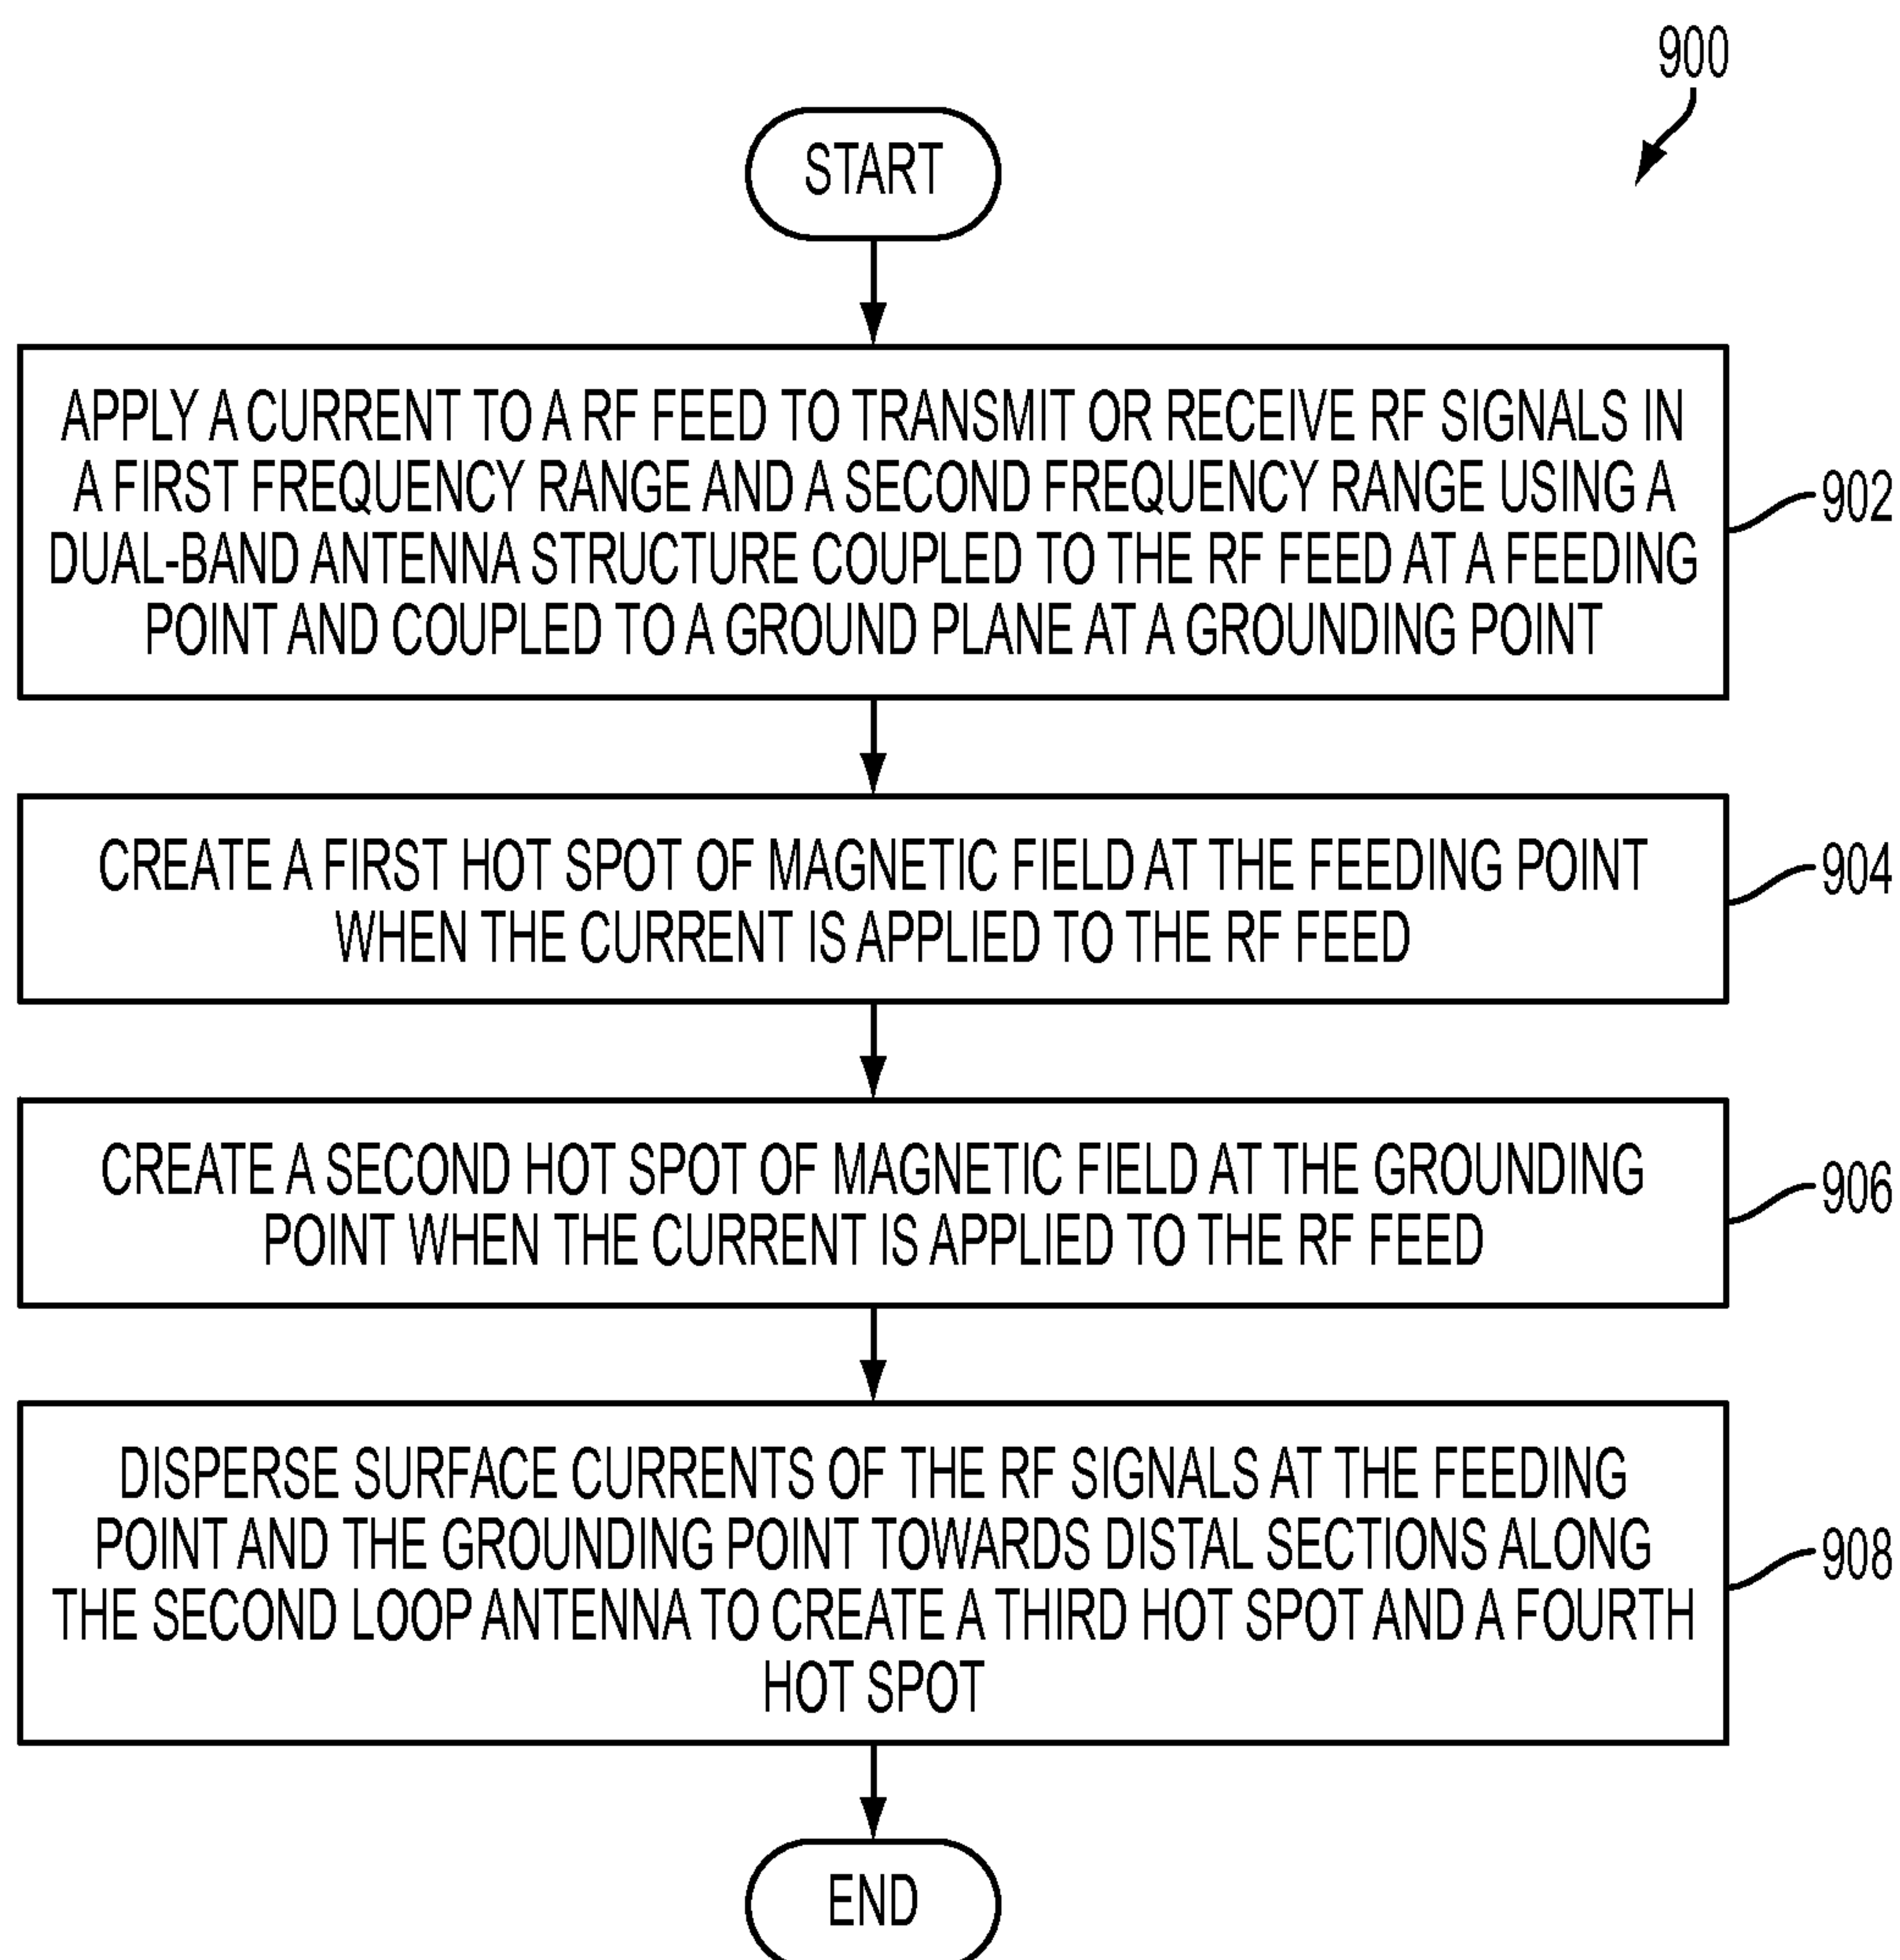 900
START
APPLY A CURRENT TO A RF FEED TO TRANSMIT OR RECEIVE RF SIGNALS IN
A FIRST FREQUENCY RANGE AND A SECOND FREQUENCY RANGE USING A
DUAL-BAND ANTENNA STRUCTURE COUPLED TO THE RF FEED AT A FEEDING
POINT AND COUPLED TO A GROUND PLANE AT A GROUNDING POINT
902
CREATE A FIRST HOT SPOT OF MAGNETIC FIELD AT THE FEEDING POINT
WHEN THE CURRENT IS APPLIED TO THE RF FEED
904
CREATE A SECOND HOT SPOT OF MAGNETIC FIELD AT THE GROUNDING
POINT WHEN THE CURRENT IS APPLIED TO THE RF FEED
906
DISPERSE SURFACE CURRENTS OF THE RF SIGNALS AT THE FEEDING
POINT AND THE GROUNDING POINT TOWARDS DISTAL SECTIONS ALONG
THE SECOND LOOP ANTENNA TO CREATE A THIRD HOT SPOT AND A FOURTH
HOT SPOT
908
END